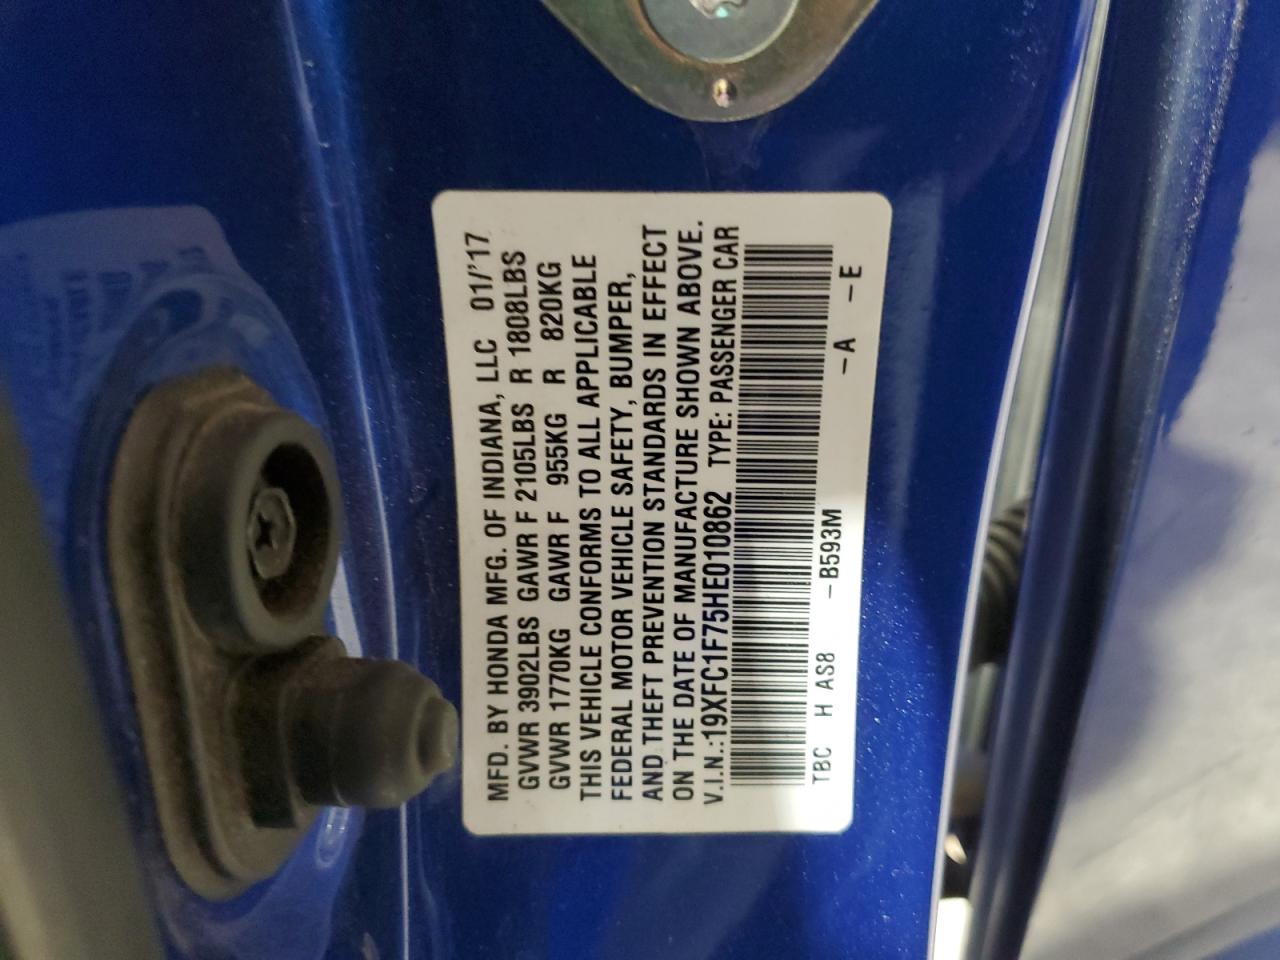 MFD. BY HONDA MFG. OF INDIANA, LLC 01/'17
GVWR 3902LBS GAWR F 2105LBS R 1808LBS
GVWR 1770KG GAWR F 955KG R 820KG
THIS VEHICLE CONFORMS TO ALL APPLICABLE
FEDERAL MOTOR VEHICLE SAFETY, BUMPER,
AND THEFT PREVENTION STANDARDS IN EFFECT
ON THE DATE OF MANUFACTURE SHOWN ABOVE.
V.I.N.:19XFC1F75HE010862 TYPE: PASSENGER CAR
TBC H AS8 -B593M -A -E